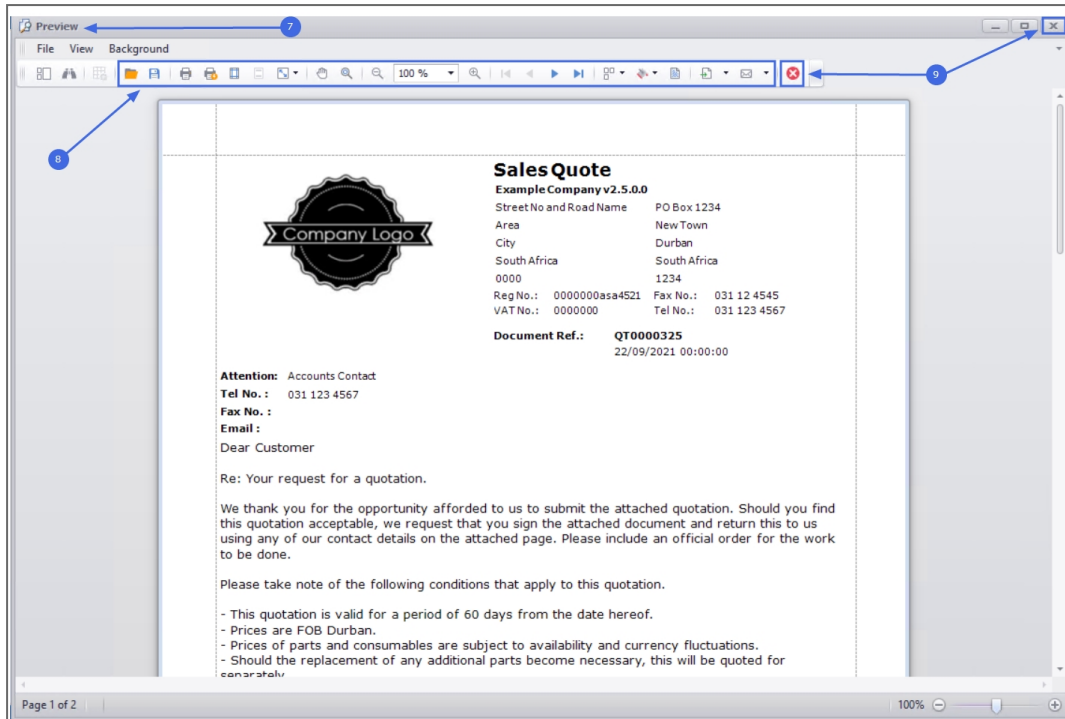 Preview
7
File View Background
100 %
9
8
Sales Quote
Example Company v2.5.0.0
Street No and Road Name PO Box 1234
Area New Town
City Durban
South Africa South Africa
0000 1234
Reg No.: 0000000asa4521 Fax No.: 031 12 4545
VAT No.: 0000000 Tel No.: 031 123 4567
Company Logo
Document Ref.: QT0000325
22/09/2021 00:00:00
Attention: Accounts Contact
Tel No. : 031 123 4567
Fax No. :
Email :
Dear Customer
Re: Your request for a quotation.
We thank you for the opportunity afforded to us to submit the attached quotation. Should you find
this quotation acceptable, we request that you sign the attached document and return this to us
using any of our contact details on the attached page. Please include an official order for the work
to be done.
Please take note of the following conditions that apply to this quotation.
- This quotation is valid for a period of 60 days from the date hereof.
- Prices are FOB Durban.
- Prices of parts and consumables are subject to availability and currency fluctuations.
- Should the replacement of any additional parts become necessary, this will be quoted for
separately
Page 1 of 2 100%